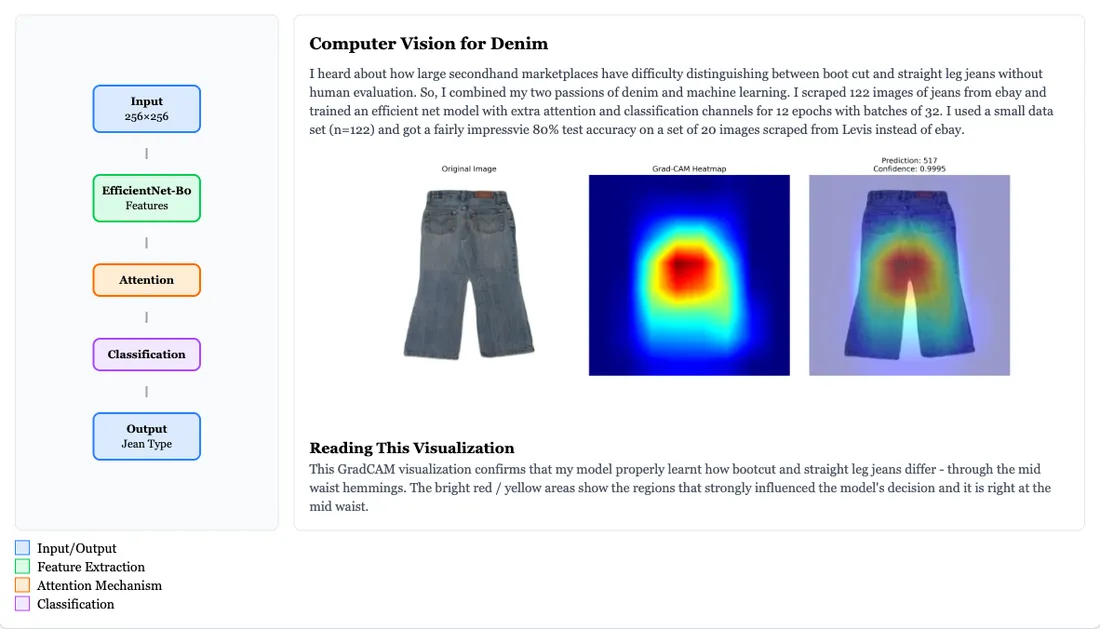 Input
256×256
EfficientNet-B0
Features
Attention
Classification
Output
Jean Type
Computer Vision for Denim
I heard about how large secondhand marketplaces have difficulty distinguishing between boot cut and straight leg jeans without
human evaluation. So, I combined my two passions of denim and machine learning. I scraped 122 images of jeans from ebay and
trained an efficient net model with extra attention and classification channels for 12 epochs with batches of 32. I used a small data
set (n=122) and got a fairly impressvie 80% test accuracy on a set of 20 images scraped from Levis instead of ebay.
Original Image
Grad-CAM Heatmap
Prediction: 517
Confidence: 0.9995
Reading This Visualization
This GradCAM visualization confirms that my model properly learnt how bootcut and straight leg jeans differ - through the mid
waist hemmings. The bright red / yellow areas show the regions that strongly influenced the model's decision and it is right at the
mid waist.
Input/Output
Feature Extraction
Attention Mechanism
Classification